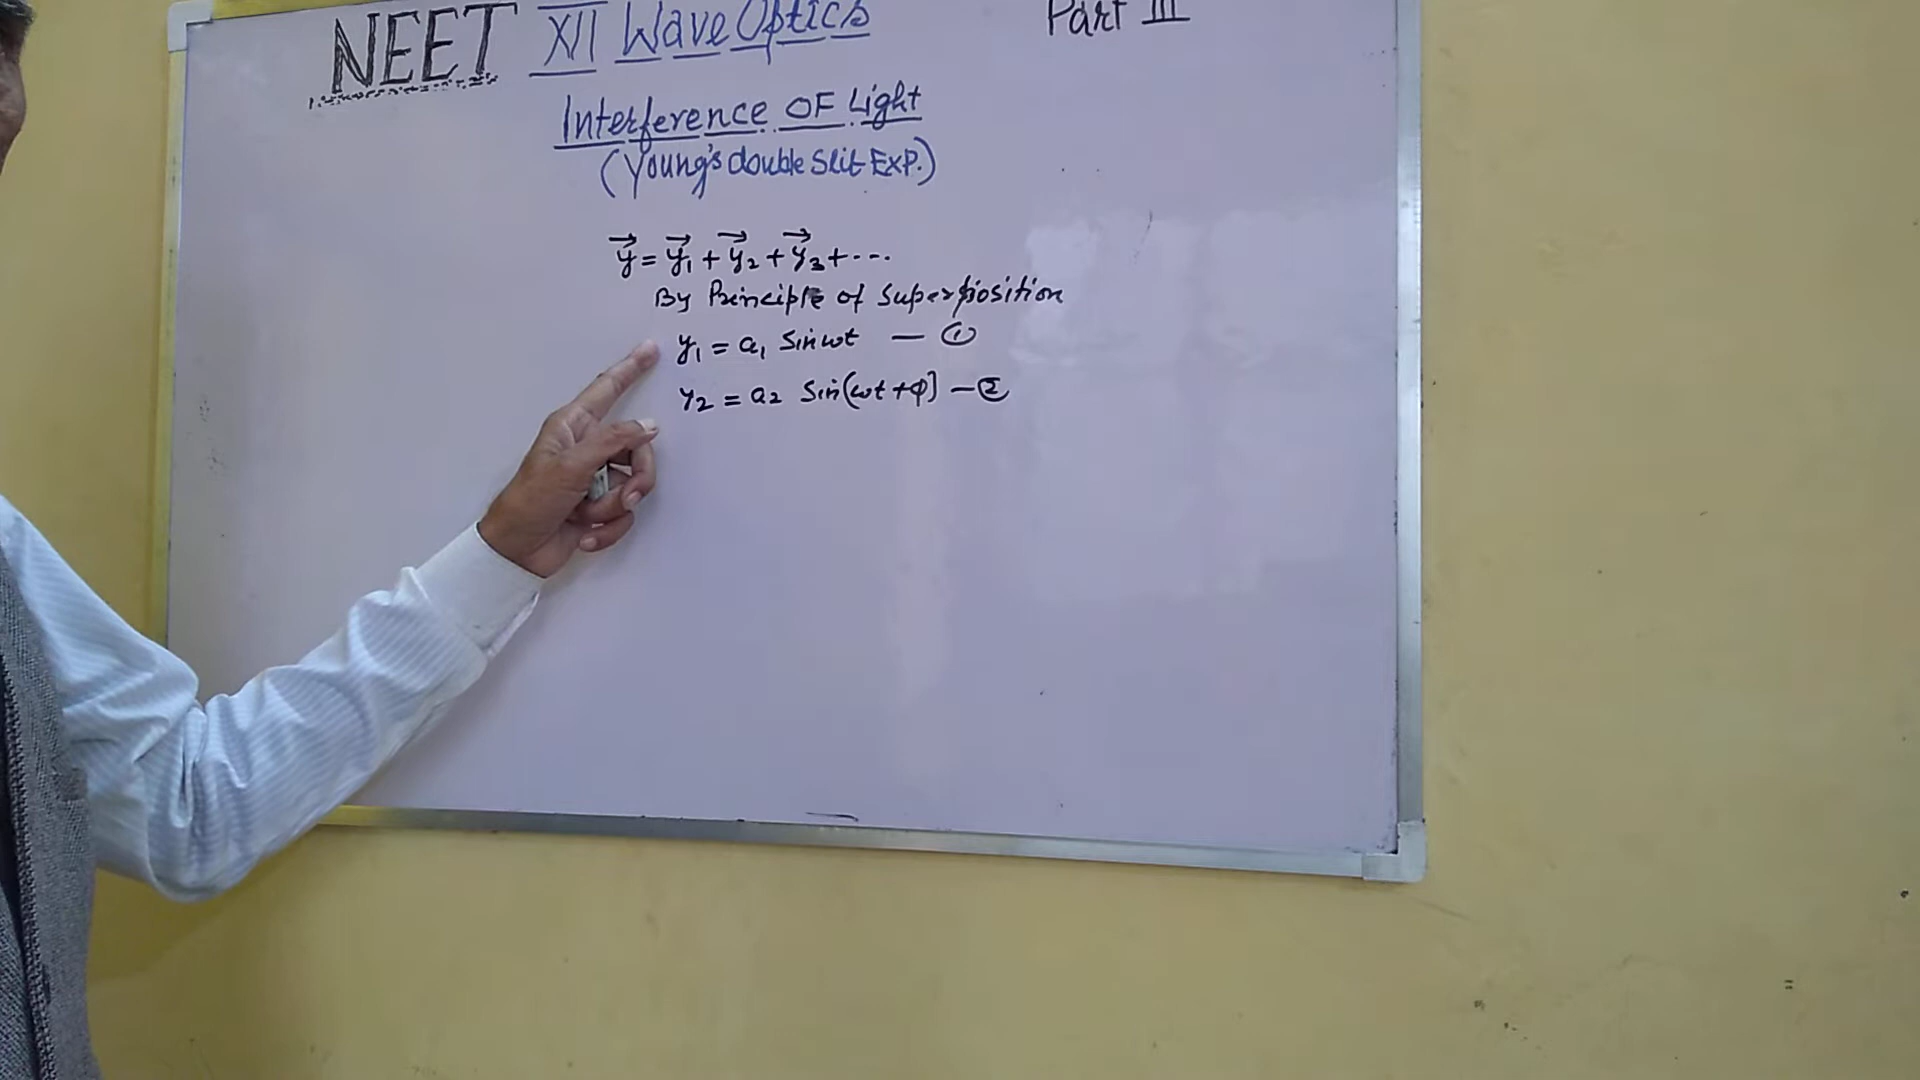 NEET XII Wave Optics Part III
Interference OF Light
(Young's double Slit Exp.)
y⃗ = y⃗₁ + y⃗₂ + y⃗₃ + ...
By Principle of Superposition
y₁ = a₁ Sin ωt — ①
y₂ = a₂ Sin(ωt + φ] — ②